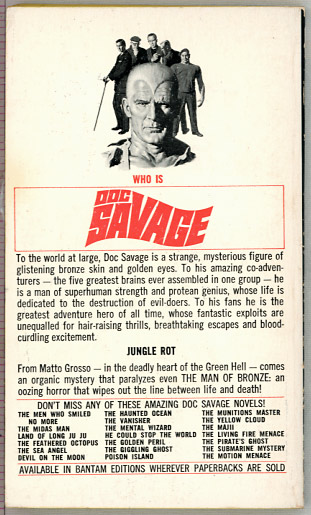 WHO IS
DOC
SAVAGE
To the world at large, Doc Savage is a strange, mysterious figure of
glistening bronze skin and golden eyes. To his amazing co-adven-
turers — the five greatest brains ever assembled in one group — he
is a man of superhuman strength and protean genius, whose life is
dedicated to the destruction of evil-doers. To his fans he is the
greatest adventure hero of all time, whose fantastic exploits are
unequalled for hair-raising thrills, breathtaking escapes and blood-
curdling excitement.
JUNGLE ROT
From Matto Grosso — in the deadly heart of the Green Hell — comes
an organic mystery that paralyzes even THE MAN OF BRONZE: an
oozing horror that wipes out the line between life and death!
DON'T MISS ANY OF THESE AMAZING DOC SAVAGE NOVELS!
THE MEN WHO SMILED
NO MORE
THE MIDAS MAN
LAND OF LONG JU JU
THE FEATHERED OCTOPUS
THE SEA ANGEL
DEVIL ON THE MOON
THE HAUNTED OCEAN
THE VANISHER
THE MENTAL WIZARD
HE COULD STOP THE WORLD
THE GOLDEN PERIL
THE GIGGLING GHOST
POISON ISLAND
THE MUNITIONS MASTER
THE YELLOW CLOUD
THE MAJII
THE LIVING FIRE MENACE
THE PIRATE'S GHOST
THE SUBMARINE MYSTERY
THE MOTION MENACE
AVAILABLE IN BANTAM EDITIONS WHEREVER PAPERBACKS ARE SOLD